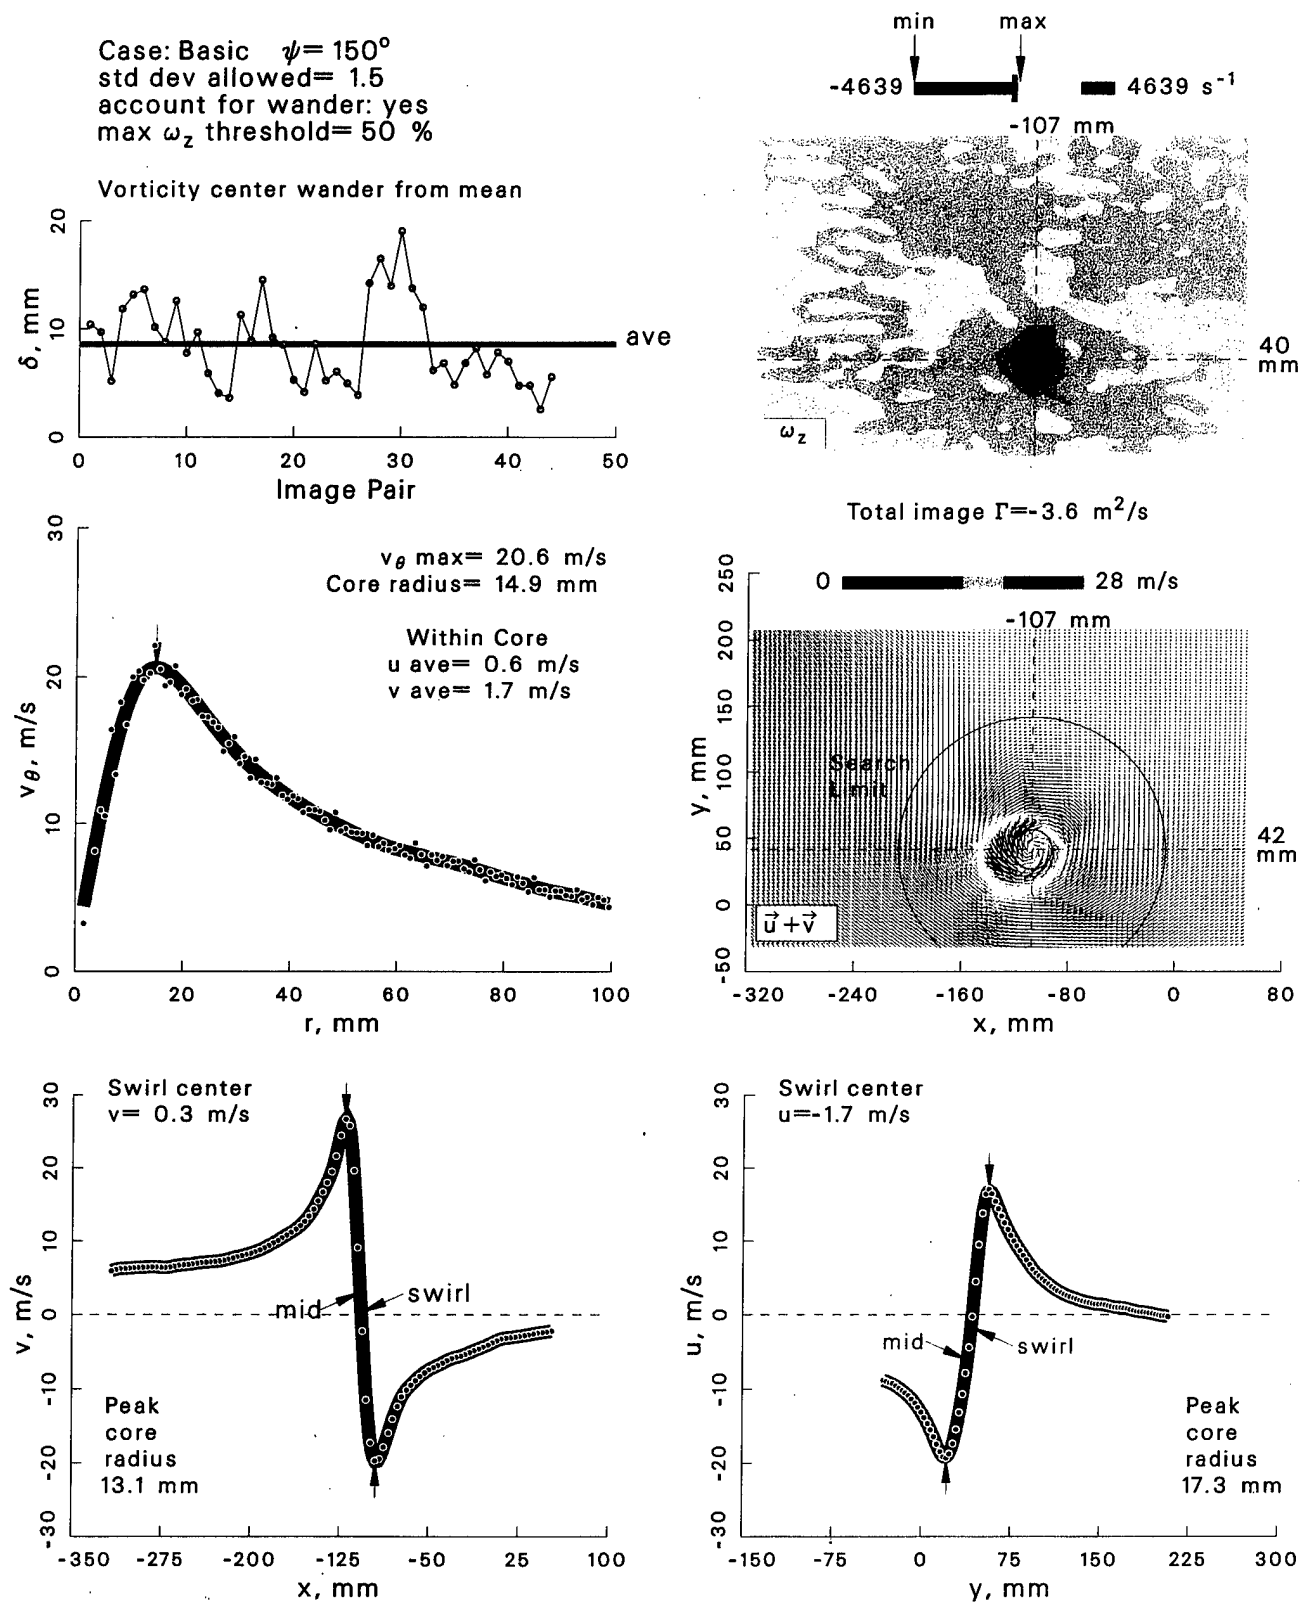 Case: Basic ψ= 150°
std dev allowed= 1.5
account for wander: yes
max ωz threshold= 50 %
min max
-4639 4639 s⁻¹
-107 mm
40
mm
ωz
Vorticity center wander from mean
20
10
0
δ, mm
ave
0 10 20 30 40 50
Image Pair
Total image Γ=-3.6 m²/s
30
20
10
0
vθ, m/s
vθ max= 20.6 m/s
Core radius= 14.9 mm
Within Core
u ave= 0.6 m/s
v ave= 1.7 m/s
0 20 40 60 80 100
r, mm
0 28 m/s
-107 mm
250
200
150
100
50
0
-50
y, mm
Search
Limit
42
mm
u⃗+v⃗
-320 -240 -160 -80 0 80
x, mm
Swirl center
v= 0.3 m/s
30
20
10
0
-10
-20
-30
v, m/s
mid
swirl
Peak
core
radius
13.1 mm
-350 -275 -200 -125 -50 25 100
x, mm
Swirl center
u=-1.7 m/s
30
20
10
0
-10
-20
-30
u, m/s
mid
swirl
Peak
core
radius
17.3 mm
-150 -75 0 75 150 225 300
y, mm